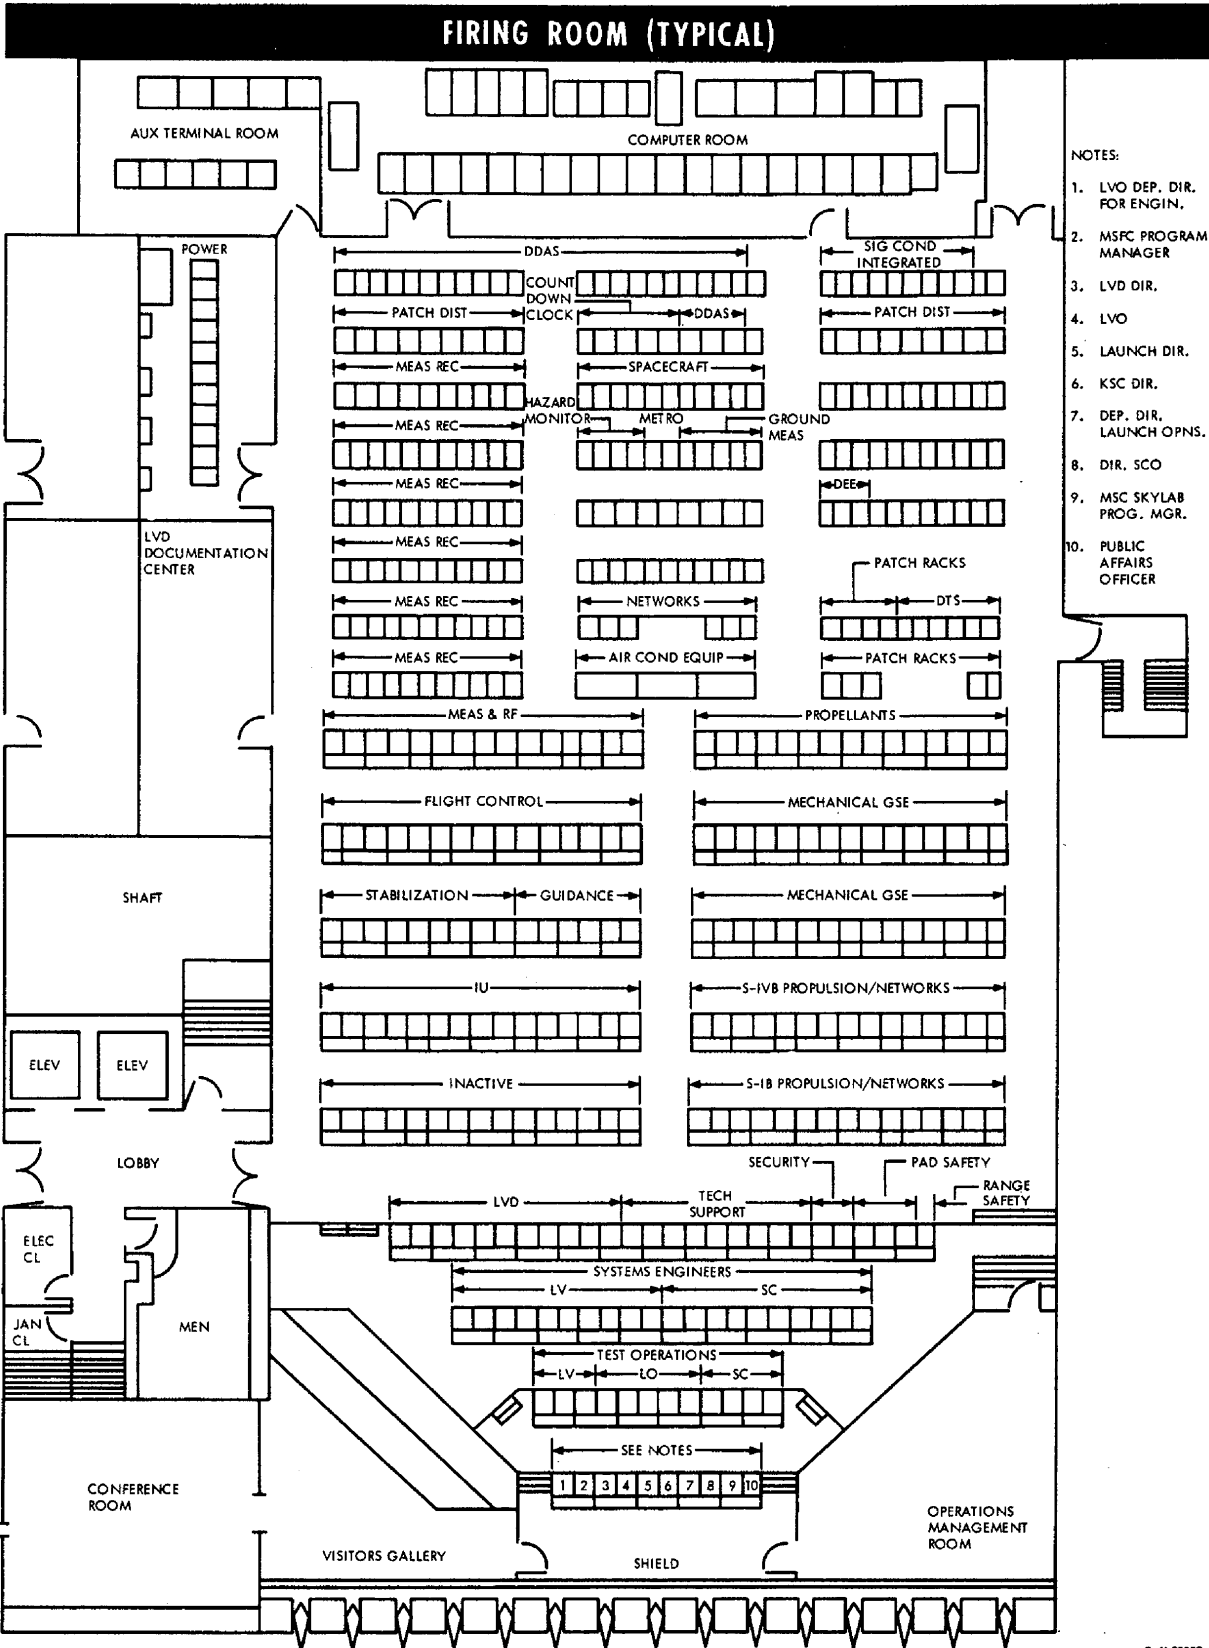 FIRING ROOM (TYPICAL)
AUX TERMINAL ROOM
COMPUTER ROOM
NOTES:
1. LVO DEP. DIR.
FOR ENGIN.
2. MSFC PROGRAM
MANAGER
3. LVD DIR.
4. LVO
5. LAUNCH DIR.
6. KSC DIR.
7. DEP. DIR.
LAUNCH OPNS.
8. DIR. SCO
9. MSC SKYLAB
PROG. MGR.
10. PUBLIC
AFFAIRS
OFFICER
POWER
DDAS
SIG COND
INTEGRATED
COUNT
DOWN
CLOCK
PATCH DIST
DDAS
PATCH DIST
MEAS REC
SPACECRAFT
HAZARD
MONITOR
METRO
GROUND
MEAS
MEAS REC
MEAS REC
DEE
LVD
DOCUMENTATION
CENTER
MEAS REC
PATCH RACKS
MEAS REC
NETWORKS
DTS
MEAS REC
AIR COND EQUIP
PATCH RACKS
MEAS & RF
PROPELLANTS
FLIGHT CONTROL
MECHANICAL GSE
SHAFT
STABILIZATION
GUIDANCE
MECHANICAL GSE
IU
S-IVB PROPULSION/NETWORKS
ELEV
ELEV
INACTIVE
S-IB PROPULSION/NETWORKS
LOBBY
SECURITY
PAD SAFETY
RANGE
SAFETY
LVD
TECH
SUPPORT
ELEC
CL
SYSTEMS ENGINEERS
LV
SC
JAN
CL
MEN
TEST OPERATIONS
LV
LO
SC
SEE NOTES
1 2 3 4 5 6 7 8 9 10
CONFERENCE
ROOM
OPERATIONS
MANAGEMENT
ROOM
VISITORS GALLERY
SHIELD